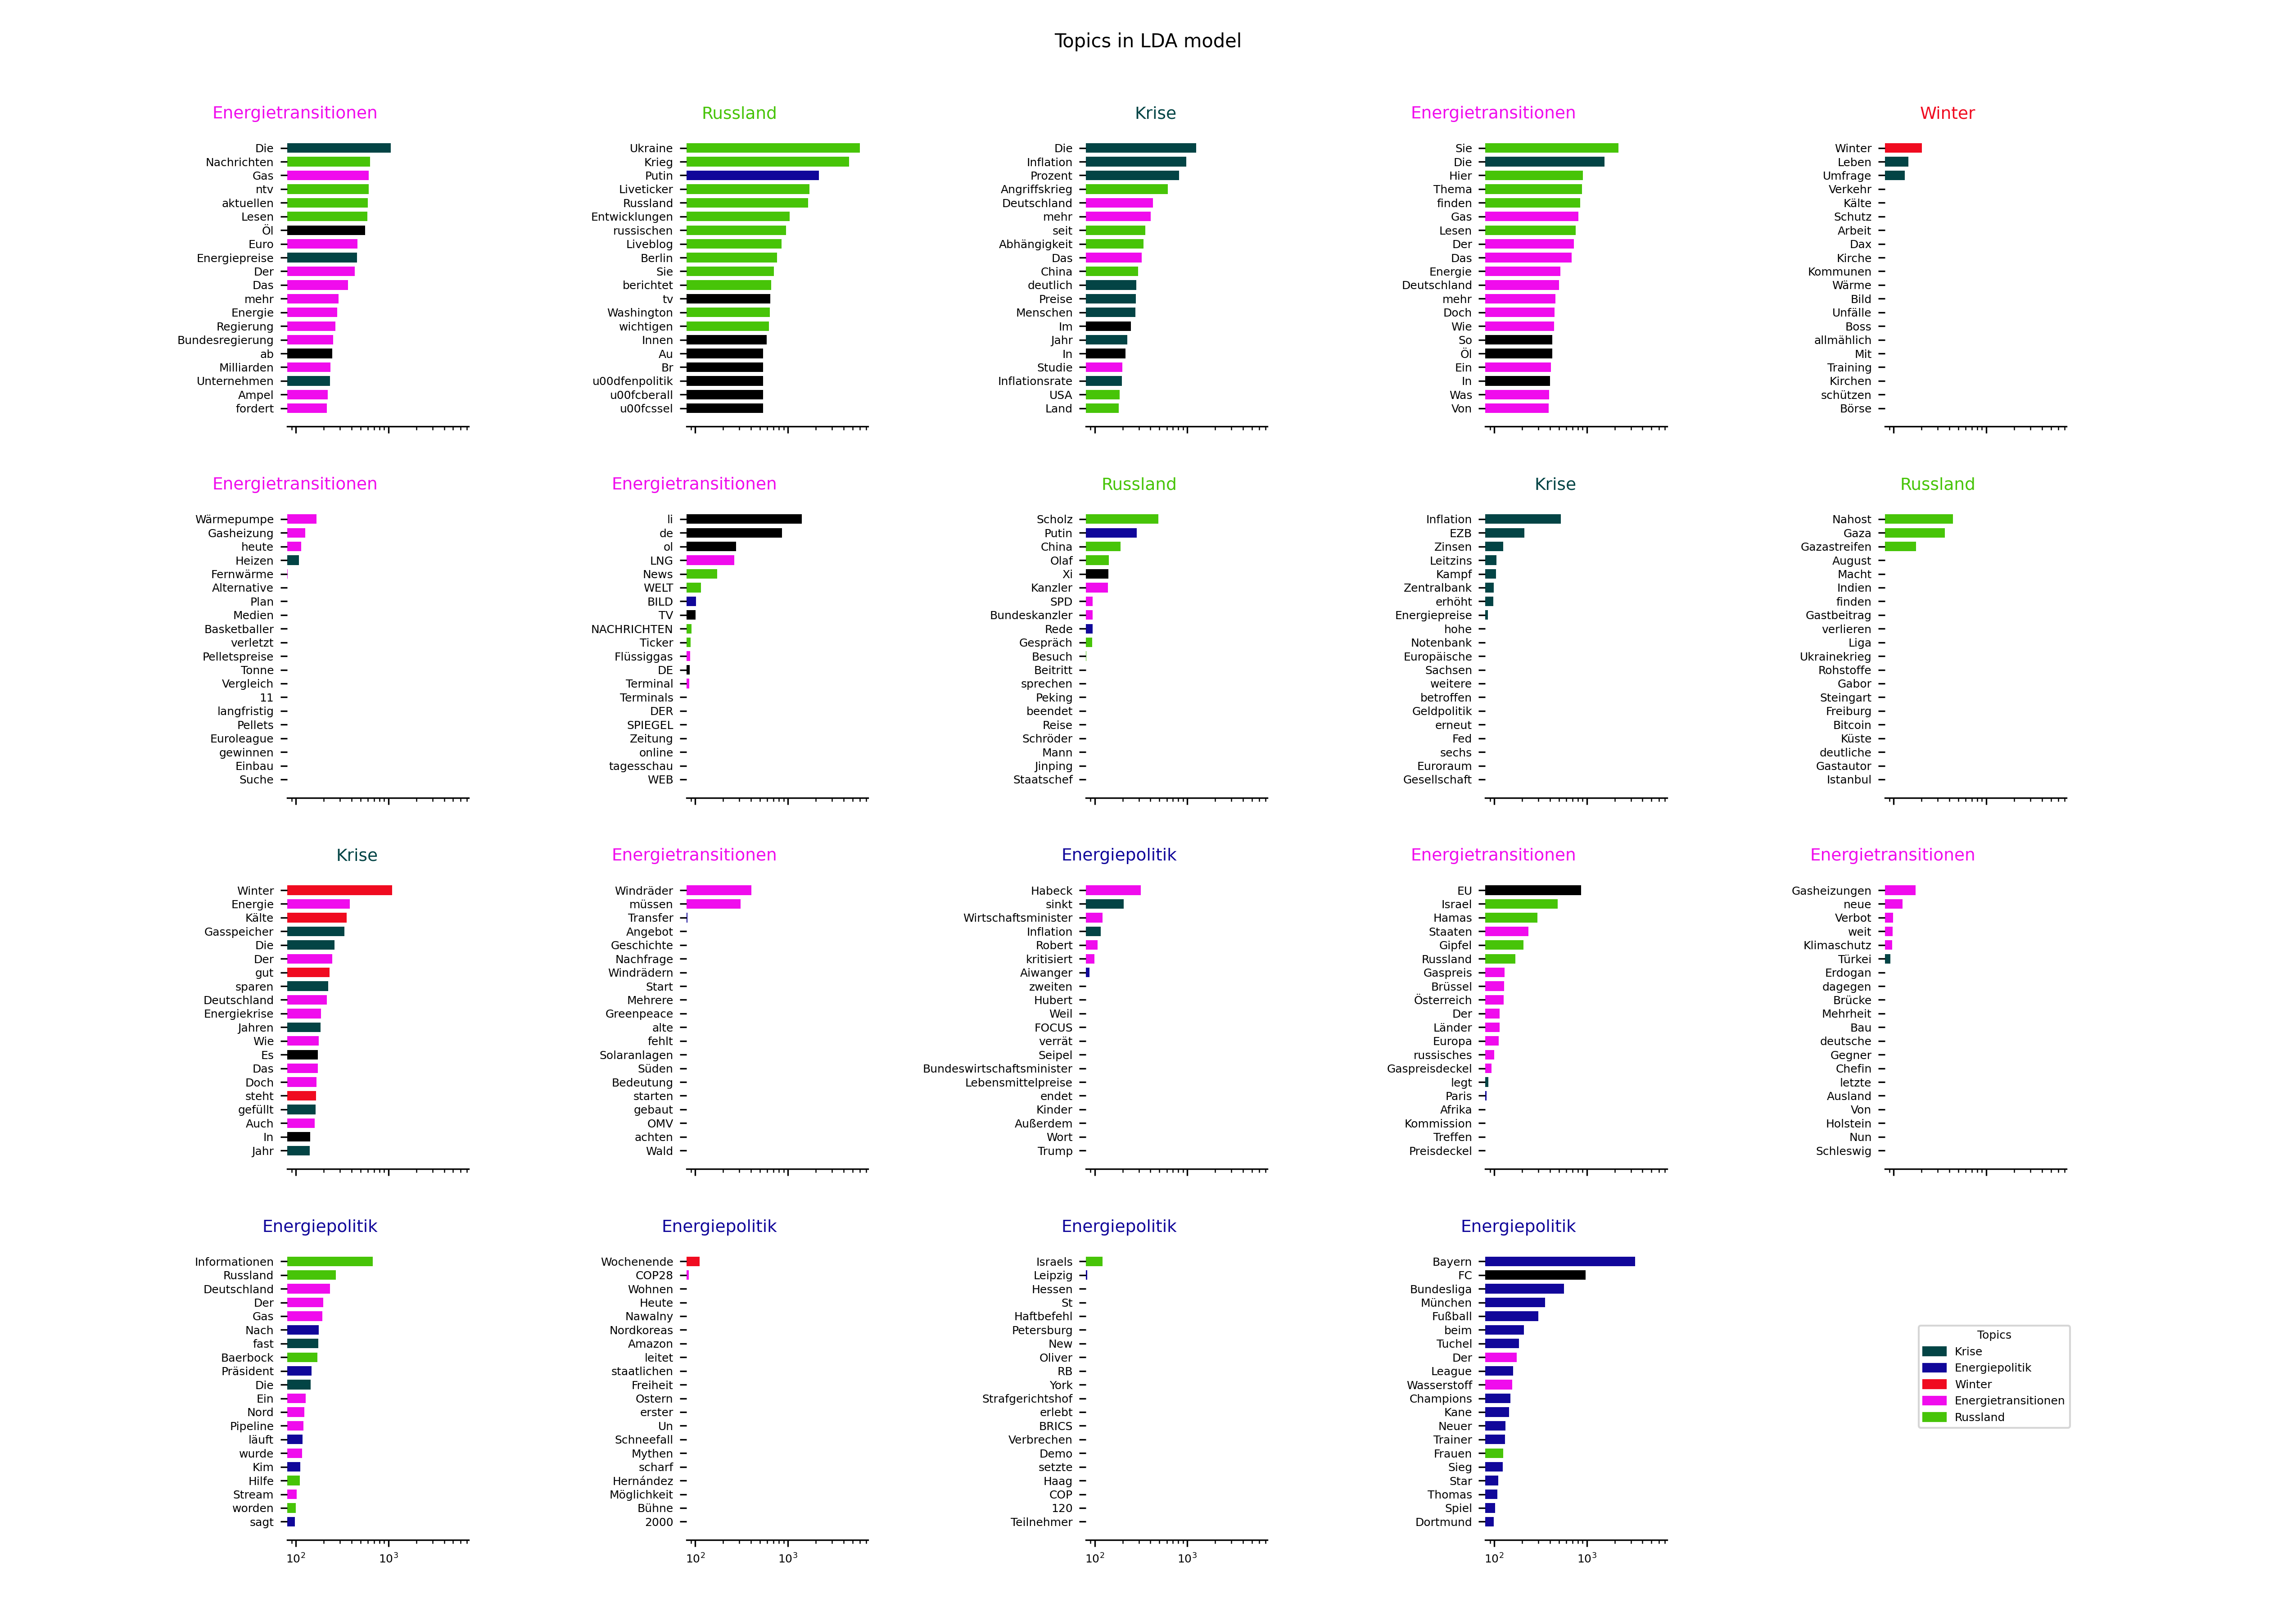 Topics in LDA model
Energietransitionen
Die
Nachrichten
Gas
ntv
aktuellen
Lesen
Öl
Euro
Energiepreise
Der
Das
mehr
Energie
Regierung
Bundesregierung
ab
Milliarden
Unternehmen
Ampel
fordert
Russland
Ukraine
Krieg
Putin
Liveticker
Russland
Entwicklungen
russischen
Liveblog
Berlin
Sie
berichtet
tv
Washington
wichtigen
Innen
Au
Br
u00dfenpolitik
u00fcberall
u00fcssel
Krise
Die
Inflation
Prozent
Angriffskrieg
Deutschland
mehr
seit
Abhängigkeit
Das
China
deutlich
Preise
Menschen
Im
Jahr
In
Studie
Inflationsrate
USA
Land
Energietransitionen
Sie
Die
Hier
Thema
finden
Gas
Lesen
Der
Das
Energie
Deutschland
mehr
Doch
Wie
So
Öl
Ein
In
Was
Von
Winter
Winter
Leben
Umfrage
Verkehr
Kälte
Schutz
Arbeit
Dax
Kirche
Kommunen
Wärme
Bild
Unfälle
Boss
allmählich
Mit
Training
Kirchen
schützen
Börse
Energietransitionen
Wärmepumpe
Gasheizung
heute
Heizen
Fernwärme
Alternative
Plan
Medien
Basketballer
verletzt
Pelletspreise
Tonne
Vergleich
11
langfristig
Pellets
Euroleague
gewinnen
Einbau
Suche
Energietransitionen
li
de
ol
LNG
News
WELT
BILD
TV
NACHRICHTEN
Ticker
Flüssiggas
DE
Terminal
Terminals
DER
SPIEGEL
Zeitung
online
tagesschau
WEB
Russland
Scholz
Putin
China
Olaf
Xi
Kanzler
SPD
Bundeskanzler
Rede
Gespräch
Besuch
Beitritt
sprechen
Peking
beendet
Reise
Schröder
Mann
Jinping
Staatschef
Krise
Inflation
EZB
Zinsen
Leitzins
Kampf
Zentralbank
erhöht
Energiepreise
hohe
Notenbank
Europäische
Sachsen
weitere
betroffen
Geldpolitik
erneut
Fed
sechs
Euroraum
Gesellschaft
Russland
Nahost
Gaza
Gazastreifen
August
Macht
Indien
finden
Gastbeitrag
verlieren
Liga
Ukrainekrieg
Rohstoffe
Gabor
Steingart
Freiburg
Bitcoin
Küste
deutliche
Gastautor
Istanbul
Krise
Winter
Energie
Kälte
Gasspeicher
Die
Der
gut
sparen
Deutschland
Energiekrise
Jahren
Wie
Es
Das
Doch
steht
gefüllt
Auch
In
Jahr
Energietransitionen
Windräder
müssen
Transfer
Angebot
Geschichte
Nachfrage
Windrädern
Start
Mehrere
Greenpeace
alte
fehlt
Solaranlagen
Süden
Bedeutung
starten
gebaut
OMV
achten
Wald
Energiepolitik
Habeck
sinkt
Wirtschaftsminister
Inflation
Robert
kritisiert
Aiwanger
zweiten
Hubert
Weil
FOCUS
verrät
Seipel
Bundeswirtschaftsminister
Lebensmittelpreise
endet
Kinder
Außerdem
Wort
Trump
Energietransitionen
EU
Israel
Hamas
Staaten
Gipfel
Russland
Gaspreis
Brüssel
Österreich
Der
Länder
Europa
russisches
Gaspreisdeckel
legt
Paris
Afrika
Kommission
Treffen
Preisdeckel
Energietransitionen
Gasheizungen
neue
Verbot
weit
Klimaschutz
Türkei
Erdogan
dagegen
Brücke
Mehrheit
Bau
deutsche
Gegner
Chefin
letzte
Ausland
Von
Holstein
Nun
Schleswig
Energiepolitik
Informationen
Russland
Deutschland
Der
Gas
Nach
fast
Baerbock
Präsident
Die
Ein
Nord
Pipeline
läuft
wurde
Kim
Hilfe
Stream
worden
sagt
10² 10³
Energiepolitik
Wochenende
COP28
Wohnen
Heute
Nawalny
Nordkoreas
Amazon
leitet
staatlichen
Freiheit
Ostern
erster
Un
Schneefall
Mythen
scharf
Hernández
Möglichkeit
Bühne
2000
10² 10³
Energiepolitik
Israels
Leipzig
Hessen
St
Haftbefehl
Petersburg
New
Oliver
RB
York
Strafgerichtshof
erlebt
BRICS
Verbrechen
Demo
setzte
Haag
COP
120
Teilnehmer
10² 10³
Energiepolitik
Bayern
FC
Bundesliga
München
Fußball
beim
Tuchel
Der
League
Wasserstoff
Champions
Kane
Neuer
Trainer
Frauen
Sieg
Star
Thomas
Spiel
Dortmund
10² 10³
Topics
Krise
Energiepolitik
Winter
Energietransitionen
Russland